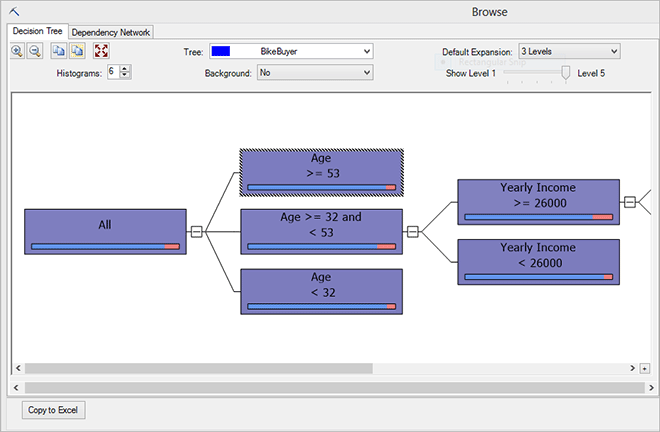 Browse
Decision Tree
Dependency Network
Tree:
BikeBuyer
Default Expansion:
3 Levels
Rectangular Snip
Histograms:
6
Background:
No
Show Level 1
Level 5
Age
>= 53
All
Age >= 32 and
< 53
Age
< 32
Yearly Income
>= 26000
Yearly Income
< 26000
Copy to Excel